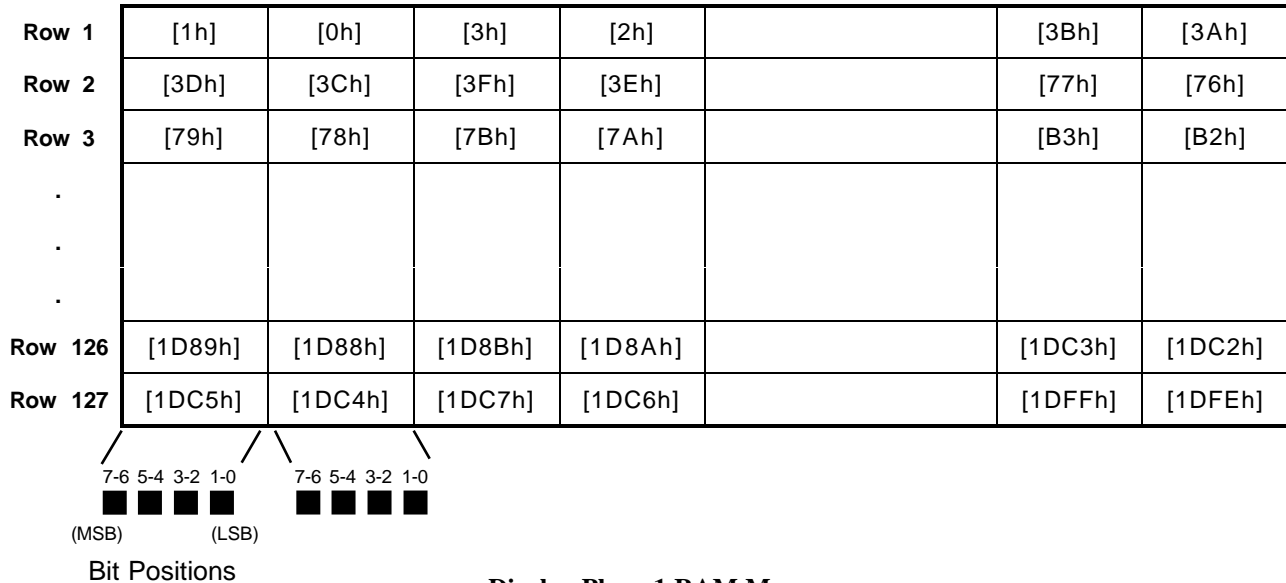 Row 1 [1h] [0h] [3h] [2h] [3Bh] [3Ah]
Row 2 [3Dh] [3Ch] [3Fh] [3Eh] [77h] [76h]
Row 3 [79h] [78h] [7Bh] [7Ah] [B3h] [B2h]
.
.
.
Row 126 [1D89h] [1D88h] [1D8Bh] [1D8Ah] [1DC3h] [1DC2h]
Row 127 [1DC5h] [1DC4h] [1DC7h] [1DC6h] [1DFFh] [1DFEh]
7-6 5-4 3-2 1-0 7-6 5-4 3-2 1-0
(MSB) (LSB)
Bit Positions